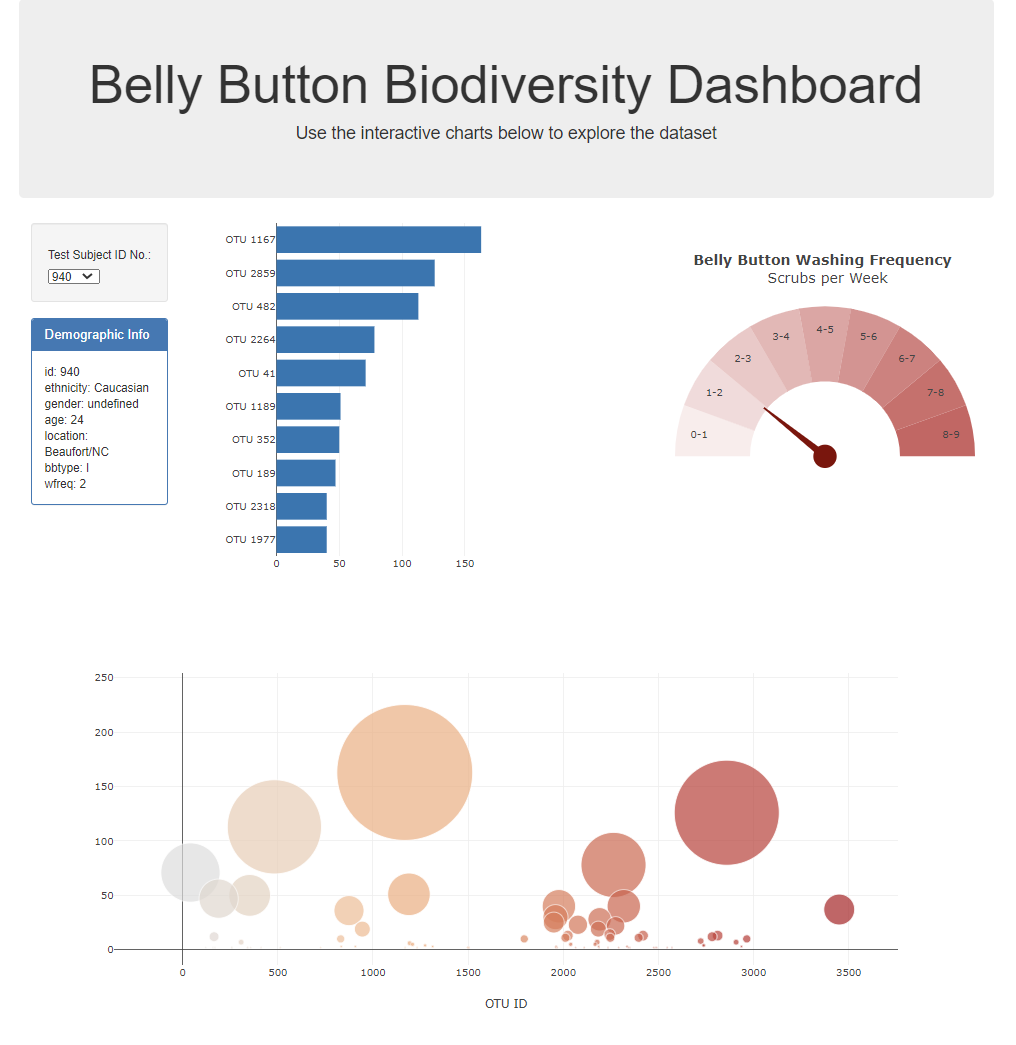 Belly Button Biodiversity Dashboard
Use the interactive charts below to explore the dataset
Test Subject ID No.:
940
Demographic Info
id: 940
ethnicity: Caucasian
gender: undefined
age: 24
location:
Beaufort/NC
bbtype: I
wfreq: 2
OTU 1167
OTU 2859
OTU 482
OTU 2264
OTU 41
OTU 1189
OTU 352
OTU 189
OTU 2318
OTU 1977
0 50 100 150
Belly Button Washing Frequency
Scrubs per Week
0-1
1-2
2-3
3-4
4-5
5-6
6-7
7-8
8-9
250
200
150
100
50
0
0 500 1000 1500 2000 2500 3000 3500
OTU ID